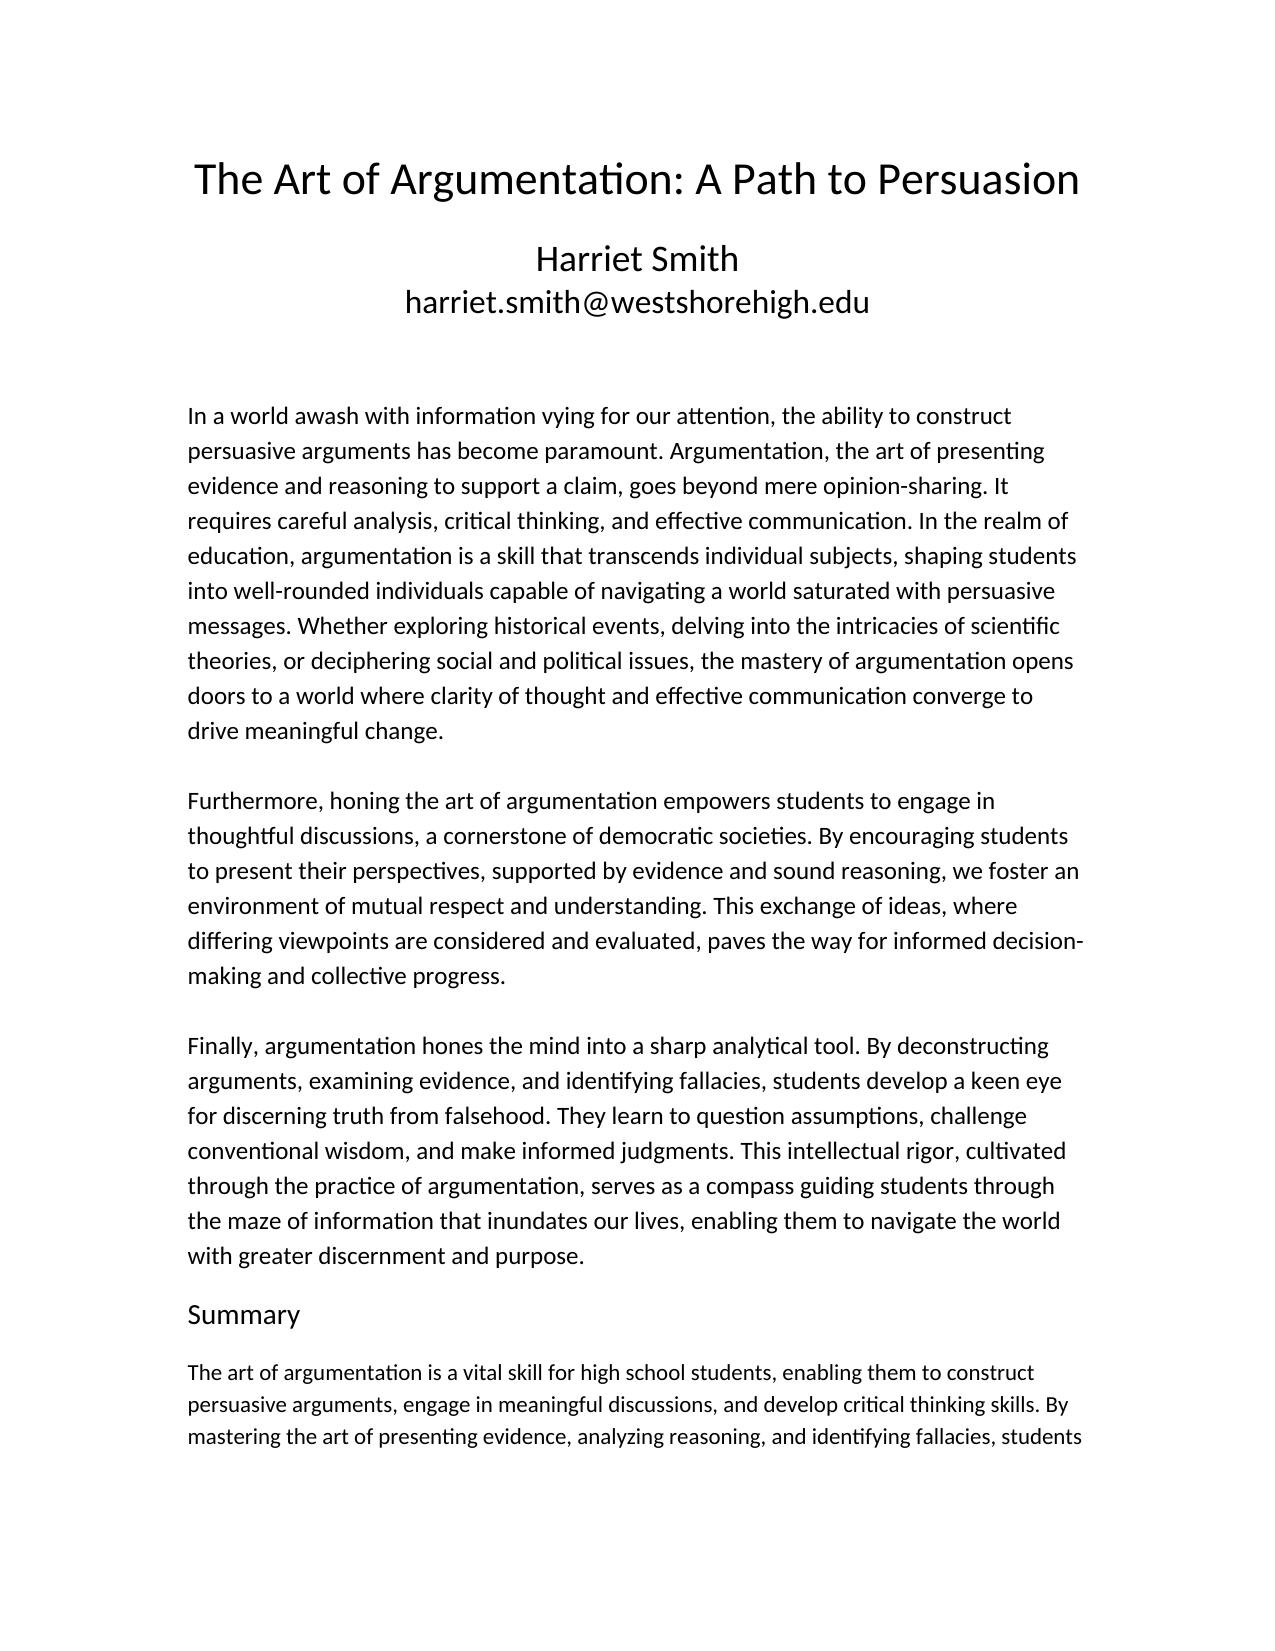 The Art of Argumentation: A Path to Persuasion
Harriet Smith
harriet.smith@westshorehigh.edu
In a world awash with information vying for our attention, the ability to construct
persuasive arguments has become paramount. Argumentation, the art of presenting
evidence and reasoning to support a claim, goes beyond mere opinion-sharing. It
requires careful analysis, critical thinking, and effective communication. In the realm of
education, argumentation is a skill that transcends individual subjects, shaping students
into well-rounded individuals capable of navigating a world saturated with persuasive
messages. Whether exploring historical events, delving into the intricacies of scientific
theories, or deciphering social and political issues, the mastery of argumentation opens
doors to a world where clarity of thought and effective communication converge to
drive meaningful change.
Furthermore, honing the art of argumentation empowers students to engage in
thoughtful discussions, a cornerstone of democratic societies. By encouraging students
to present their perspectives, supported by evidence and sound reasoning, we foster an
environment of mutual respect and understanding. This exchange of ideas, where
differing viewpoints are considered and evaluated, paves the way for informed decision-
making and collective progress.
Finally, argumentation hones the mind into a sharp analytical tool. By deconstructing
arguments, examining evidence, and identifying fallacies, students develop a keen eye
for discerning truth from falsehood. They learn to question assumptions, challenge
conventional wisdom, and make informed judgments. This intellectual rigor, cultivated
through the practice of argumentation, serves as a compass guiding students through
the maze of information that inundates our lives, enabling them to navigate the world
with greater discernment and purpose.
Summary
The art of argumentation is a vital skill for high school students, enabling them to construct
persuasive arguments, engage in meaningful discussions, and develop critical thinking skills. By
mastering the art of presenting evidence, analyzing reasoning, and identifying fallacies, students